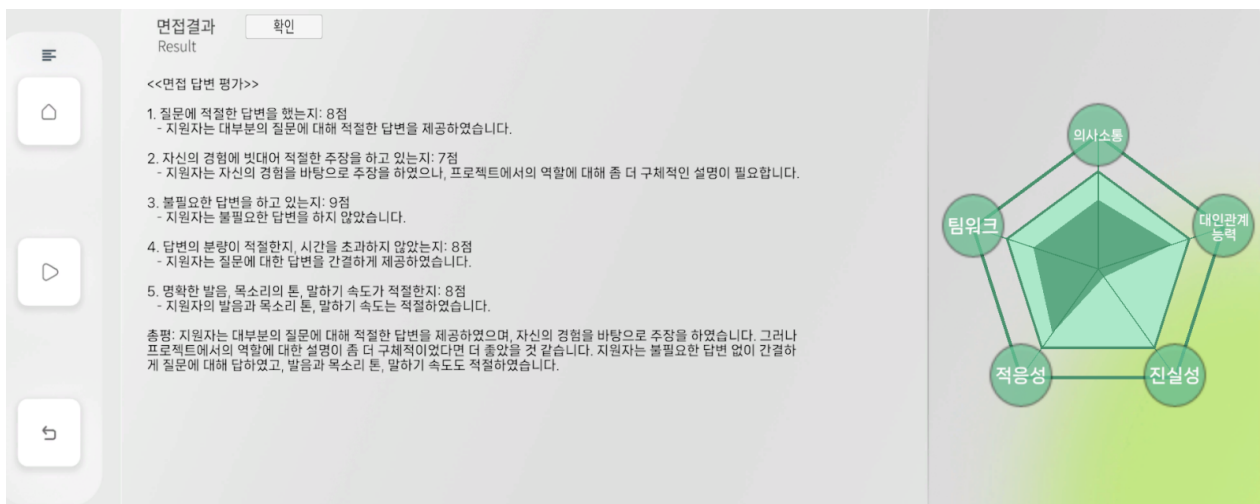 면접결과
확인
Result
<<면접 답변 평가>>
1. 질문에 적절한 답변을 했는지: 8점
- 지원자는 대부분의 질문에 대해 적절한 답변을 제공하였습니다.
2. 자신의 경험에 빗대어 적절한 주장을 하고 있는지: 7점
- 지원자는 자신의 경험을 바탕으로 주장을 하였으나, 프로젝트에서의 역할에 대해 좀 더 구체적인 설명이 필요합니다.
3. 불필요한 답변을 하고 있는지: 9점
- 지원자는 불필요한 답변을 하지 않았습니다.
4. 답변의 분량이 적절한지, 시간을 초과하지 않았는지: 8점
- 지원자는 질문에 대한 답변을 간결하게 제공하였습니다.
5. 명확한 발음, 목소리의 톤, 말하기 속도가 적절한지: 8점
- 지원자의 발음과 목소리 톤, 말하기 속도는 적절하였습니다.
총평: 지원자는 대부분의 질문에 대해 적절한 답변을 제공하였으며, 자신의 경험을 바탕으로 주장을 하였습니다. 그러나
프로젝트에서의 역할에 대한 설명이 좀 더 구체적이었다면 더 좋았을 것 같습니다. 지원자는 불필요한 답변 없이 간결하
게 질문에 대해 답하였고, 발음과 목소리 톤, 말하기 속도도 적절하였습니다.
의사소통
팀워크
대인관계
능력
적응성
진실성